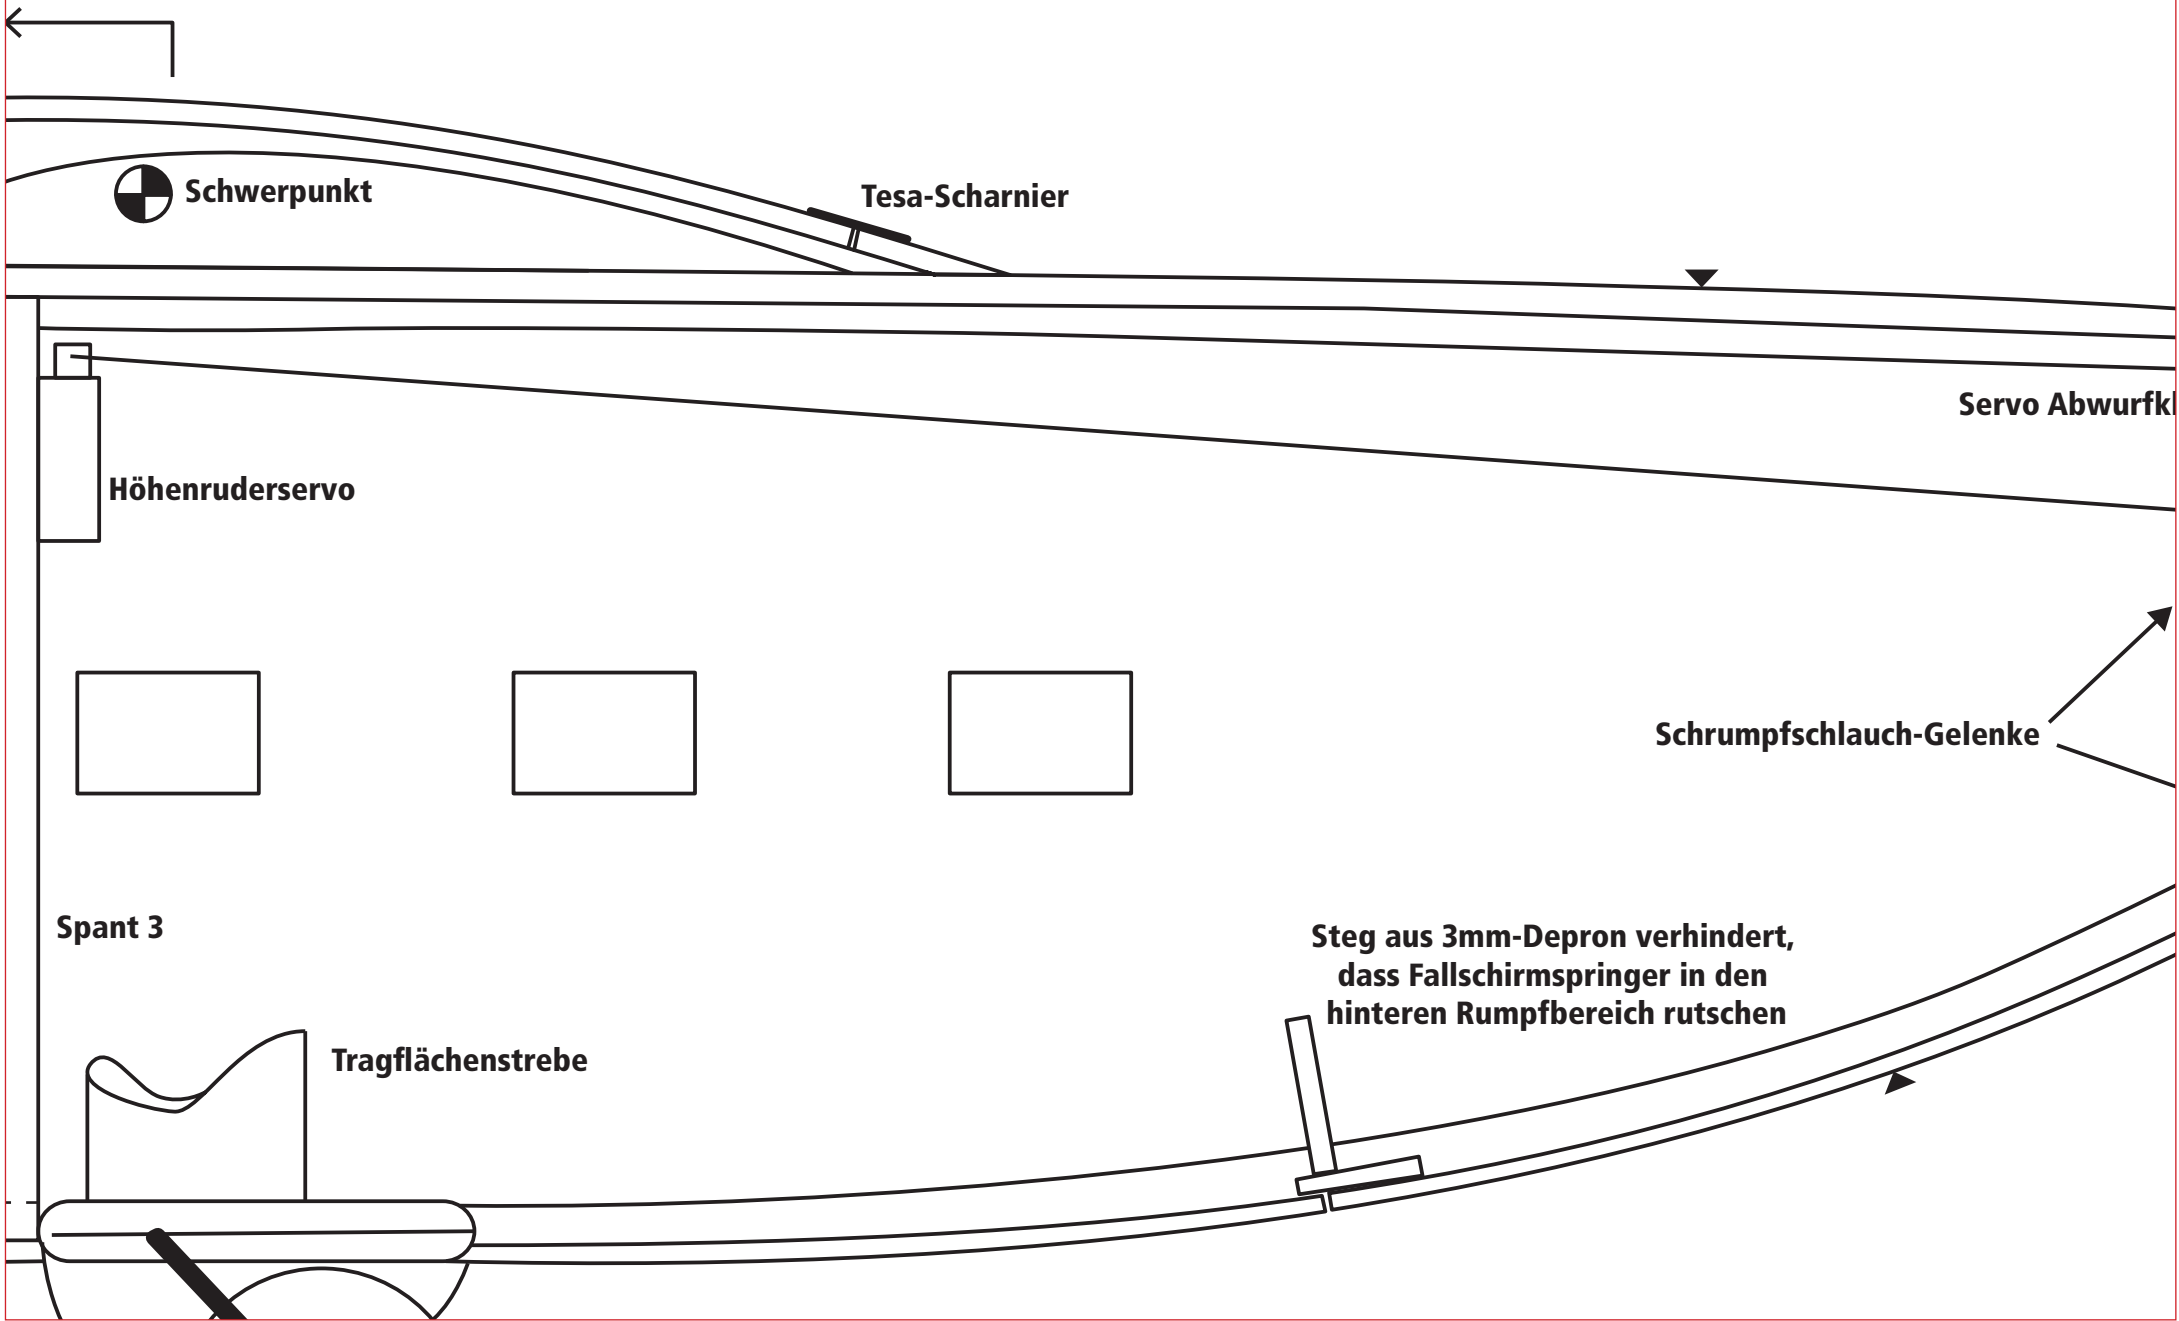 Schwerpunkt
Tesa-Scharnier
Servo Abwurfkl
Höhenruderservo
Schrumpfschlauch-Gelenke
Spant 3
Steg aus 3mm-Depron verhindert,
dass Fallschirmspringer in den
hinteren Rumpfbereich rutschen
Tragflächenstrebe